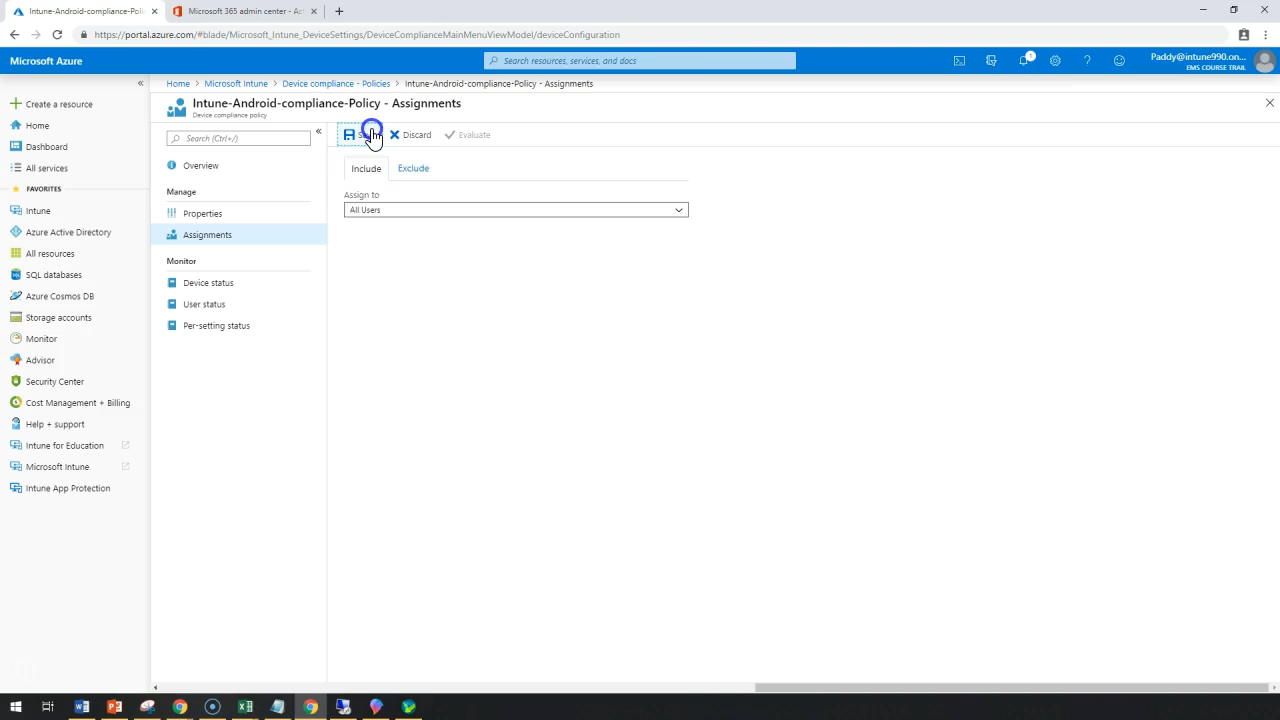 Intune-Android-compliance-Poli
Microsoft 365 admin center - Ac
https://portal.azure.com/#blade/Microsoft_Intune_DeviceSettings/DeviceComplianceMainMenuViewModel/deviceConfiguration
Microsoft Azure
Search resources, services, and docs
1
Paddy@intune990.on...
EMS COURSE TRAIL
Home > Microsoft Intune > Device compliance - Policies > Intune-Android-compliance-Policy - Assignments
Intune-Android-compliance-Policy - Assignments
Device compliance policy
Search (Ctrl+/)
Discard
Evaluate
Overview
Manage
Properties
Assignments
Monitor
Device status
User status
Per-setting status
Include
Exclude
Assign to
All Users
Create a resource
Home
Dashboard
All services
FAVORITES
Intune
Azure Active Directory
All resources
SQL databases
Azure Cosmos DB
Storage accounts
Monitor
Advisor
Security Center
Cost Management + Billing
Help + support
Intune for Education
Microsoft Intune
Intune App Protection